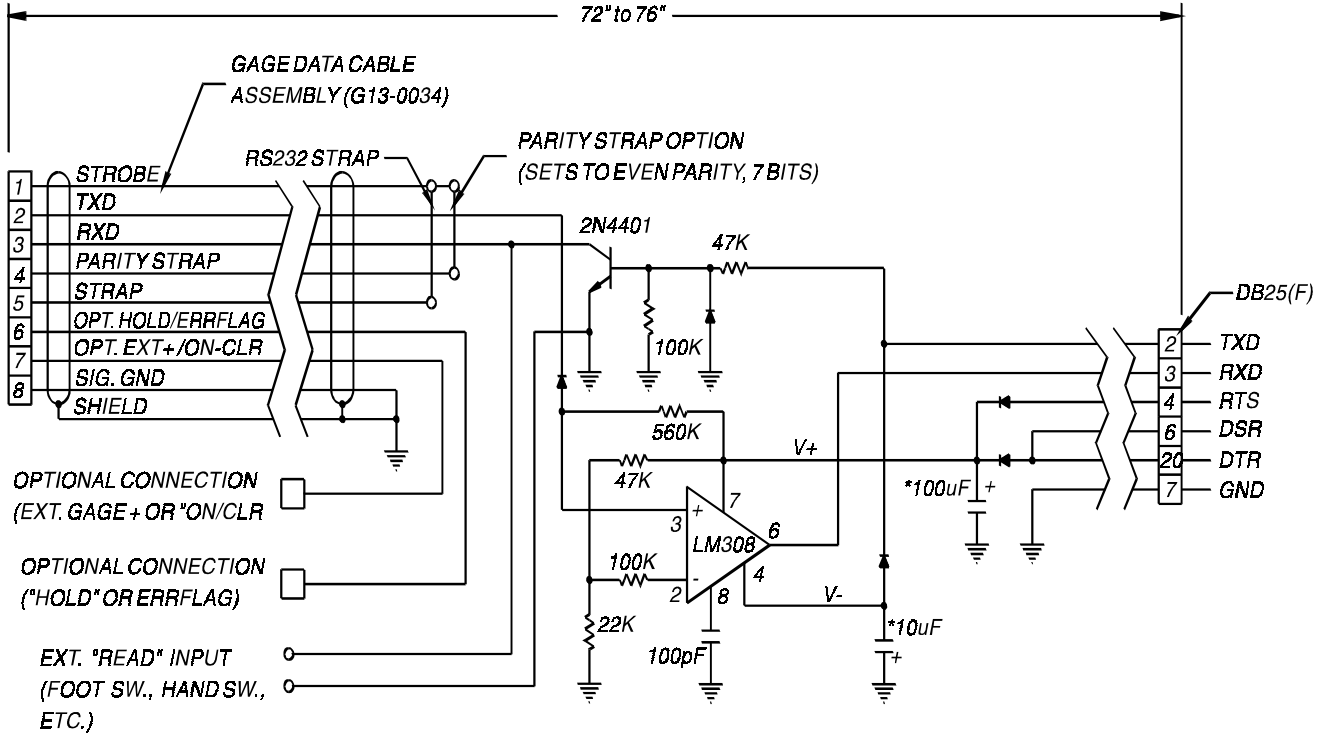 72" to 76"
GAGE DATA CABLE
ASSEMBLY (G13-0034)
RS232 STRAP
PARITY STRAP OPTION
(SETS TO EVEN PARITY, 7 BITS)
1 STROBE
2 TXD
3 RXD
4 PARITY STRAP
5 STRAP
6 OPT. HOLD/ERRFLAG
7 OPT. EXT+/ON-CLR
8 SIG. GND
SHIELD
2N4401
47K
100K
DB25(F)
2 TXD
3 RXD
4 RTS
6 DSR
20 DTR
7 GND
560K
47K
V+
*100uF +
OPTIONAL CONNECTION
(EXT. GAGE + OR "ON/CLR
+
3
7
LM308
6
4
-
2
8
100K
V-
OPTIONAL CONNECTION
("HOLD" OR ERRFLAG)
22K
100pF
*10uF
+
EXT. "READ" INPUT
(FOOT SW., HAND SW.,
ETC.)